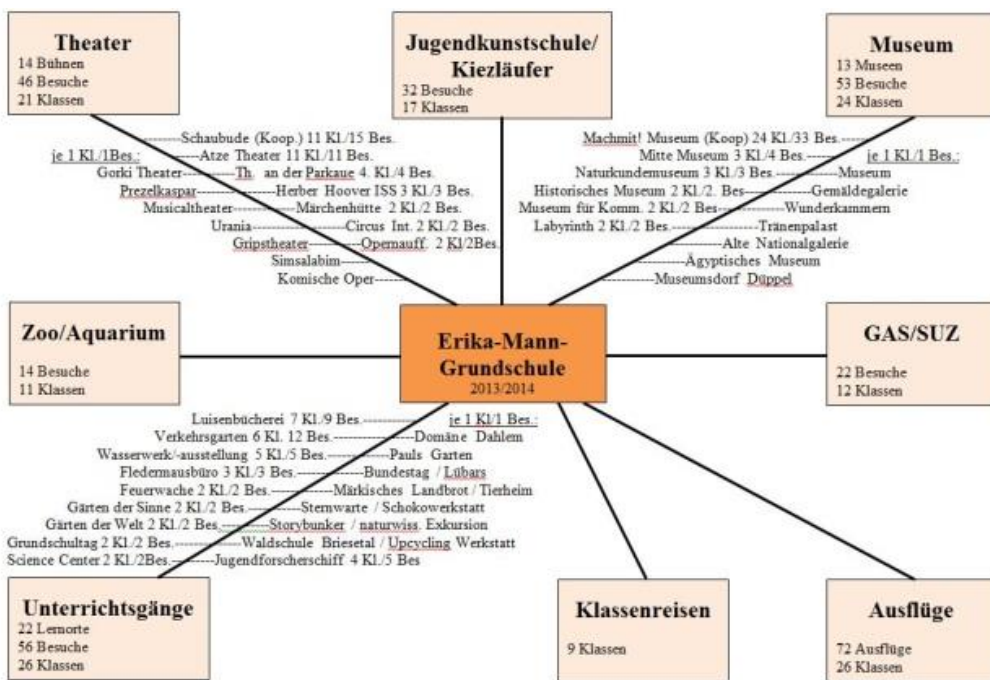 Theater
14 Bühnen
46 Besuche
21 Klassen
Jugendkunstschule/
Kiezläufer
32 Besuche
17 Klassen
Museum
13 Museen
53 Besuche
24 Klassen
Schaubude (Koop.) 11 Kl./15 Bes.
je 1 Kl./1Bes.: Atze Theater 11 Kl./11 Bes.
Gorki Theater Th. an der Parkaue 4. Kl./4 Bes.
Prezelkaspar Herber Hoover ISS 3 Kl./3 Bes.
Musicaltheater Märchenhütte 2 Kl./2 Bes.
Urania Circus Int. 2 Kl./2 Bes.
Gripstheater Opernauff. 2 Kl/2Bes.
Simsalabim
Komische Oper
Machmit! Museum (Koop) 24 Kl./33 Bes.
Mitte Museum 3 Kl./4 Bes. je 1 Kl./1 Bes.:
Naturkundemuseum 3 Kl./3 Bes. Museum
Historisches Museum 2 Kl./2. Bes Gemäldegalerie
Museum für Komm. 2 Kl./2 Bes Wunderkammern
Labyrinth 2 Kl./2 Bes. Tränenpalast
Alte Nationalgalerie
Ägyptisches Museum
Museumsdorf Düppel
Zoo/Aquarium
14 Besuche
11 Klassen
Erika-Mann-
Grundschule
2013/2014
GAS/SUZ
22 Besuche
12 Klassen
Luisenbücherei 7 Kl./9 Bes. je 1 Kl/1 Bes.:
Verkehrsgarten 6 Kl. 12 Bes. Domäne Dahlem
Wasserwerk/-ausstellung 5 Kl./5 Bes. Pauls Garten
Fledermausbüro 3 Kl./3 Bes. Bundestag / Lübars
Feuerwache 2 Kl./2 Bes. Märkisches Landbrot / Tierheim
Gärten der Sinne 2 Kl./2 Bes. Sternwarte / Schokowerkstatt
Gärten der Welt 2 Kl./2 Bes. Storybunker / naturwiss. Exkursion
Grundschultag 2 Kl./2 Bes. Waldschule Briesetal / Upcycling Werkstatt
Science Center 2 Kl./2Bes. Jugendforscherschiff 4 Kl./5 Bes
Unterrichtsgänge
22 Lernorte
56 Besuche
26 Klassen
Klassenreisen
9 Klassen
Ausflüge
72 Ausflüge
26 Klassen